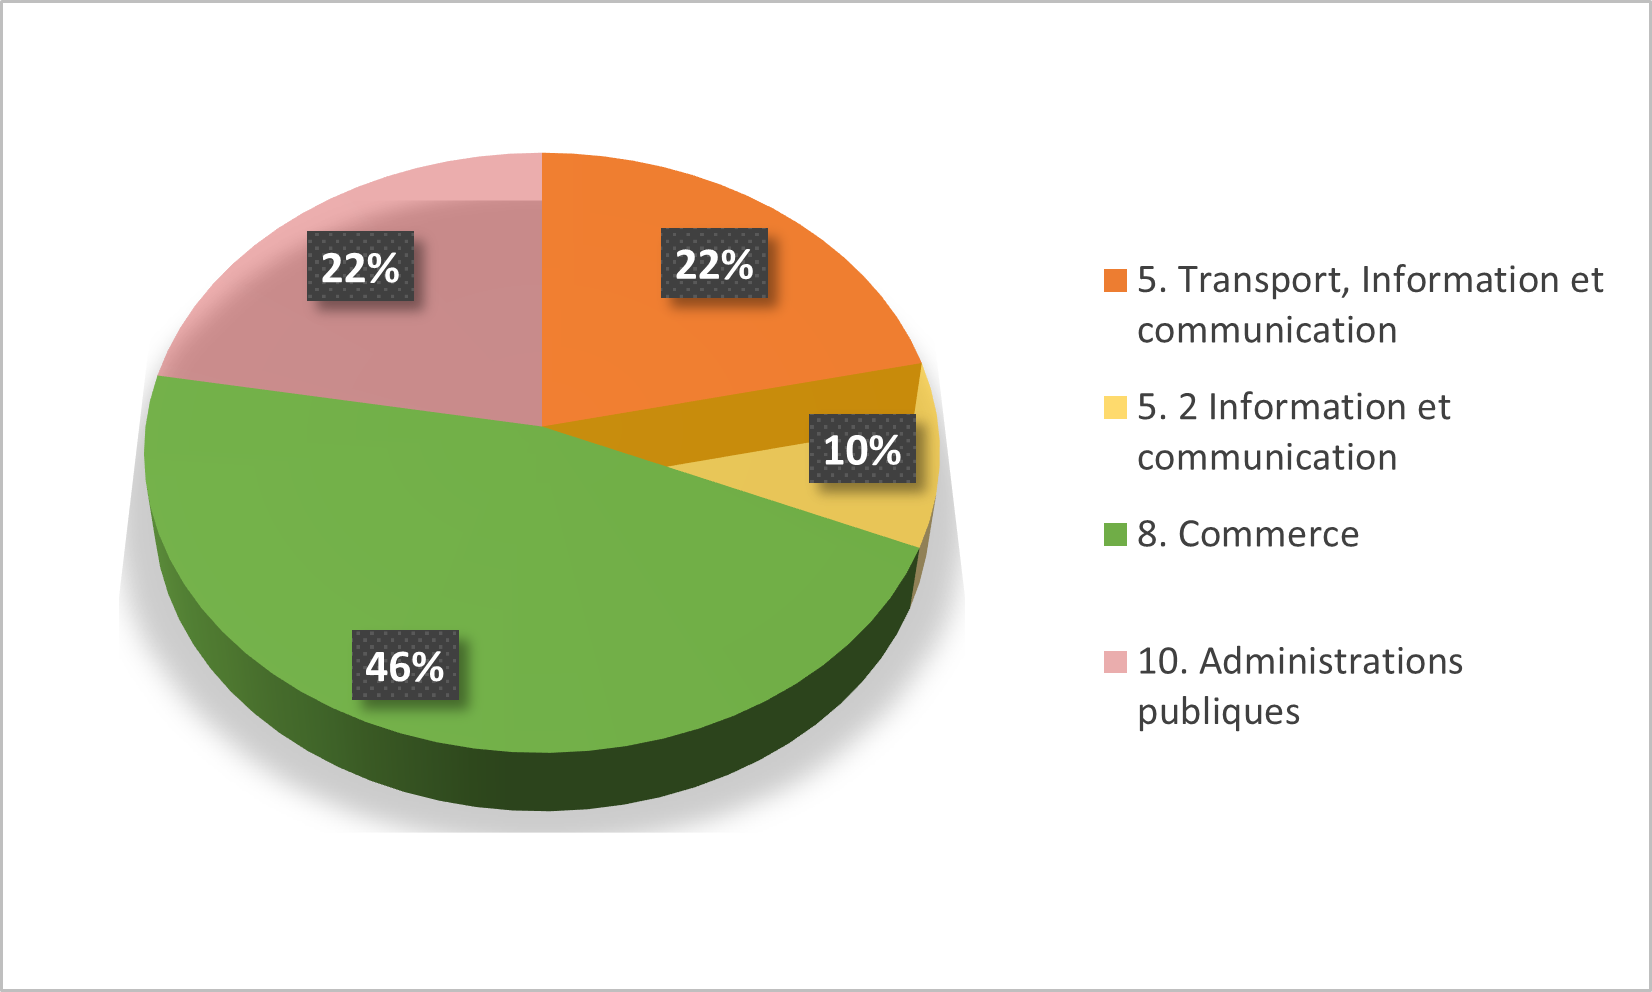 22%
22%
10%
46%
5. Transport, Information et
communication
5. 2 Information et
communication
8. Commerce
10. Administrations
publiques